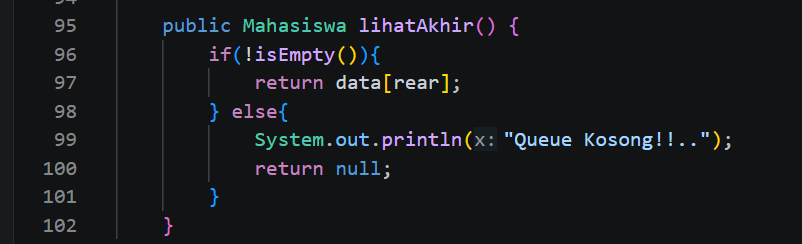 95 public Mahasiswa lihatAkhir() {
96 if(!isEmpty()){
97 return data[rear];
98 } else{
99 System.out.println(x: "Queue Kosong!!..");
100 return null;
101 }
102 }